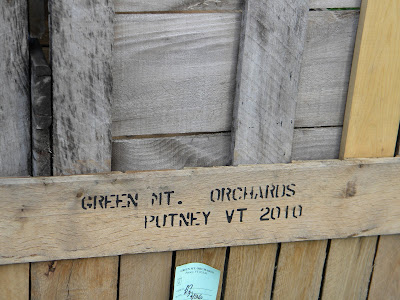 GREEN MT. ORCHARDS
PUTNEY VT 2010